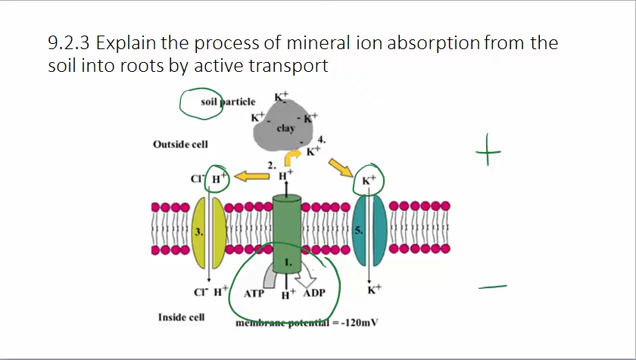 9.2.3 Explain the process of mineral ion absorption from the
soil into roots by active transport
soil particle
K+
K+
- K+
clay
4.
K+
Outside cell
2.
Cl- H+
H+
K+
3.
5.
1.
Cl- H+
ATP
H+
ADP
K+
Inside cell
membrane potential = -120mV
+
-